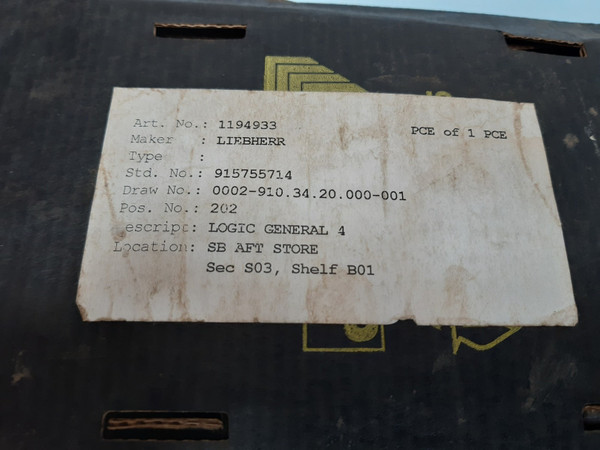 Art. No.: 1194933
PCE of 1 PCE
Maker : LIEBHERR
Type :
Std. No.: 915755714
Draw No.: 0002-910.34.20.000-001
Pos. No.: 202
escript: LOGIC GENERAL 4
Location: SB AFT STORE
Sec S03, Shelf B01